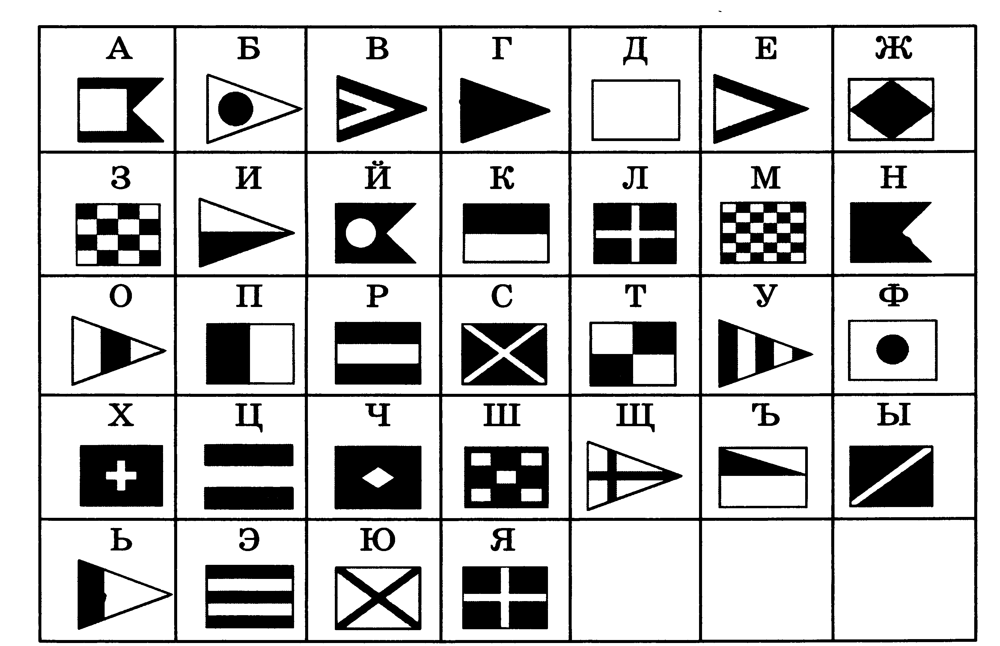 А Б В Г Д Е Ж
З И Й К Л М Н
О П Р С Т У Ф
Х Ц Ч Ш Щ Ъ Ы
Ь Э Ю Я